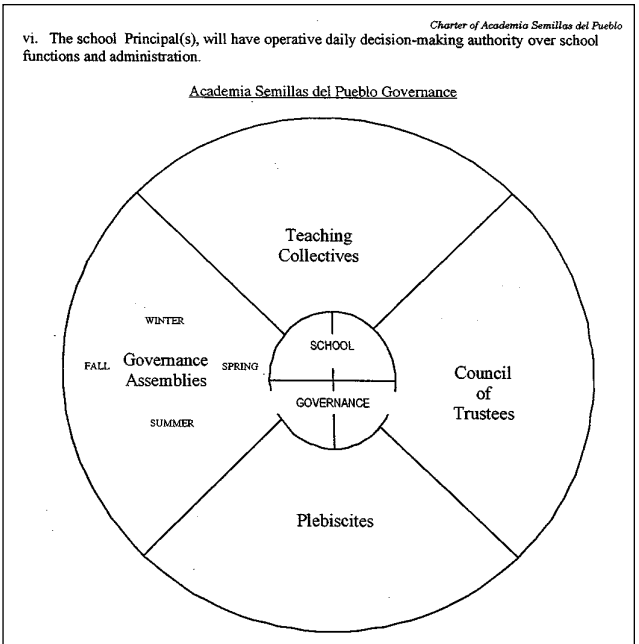 Charter of Academia Semillas del Pueblo
vi. The school Principal(s), will have operative daily decision-making authority over school
functions and administration.
Academia Semillas del Pueblo Governance
Teaching
Collectives
WINTER
FALL
Governance
Assemblies
SPRING
SUMMER
SCHOOL
GOVERNANCE
Council
of
Trustees
Plebiscites